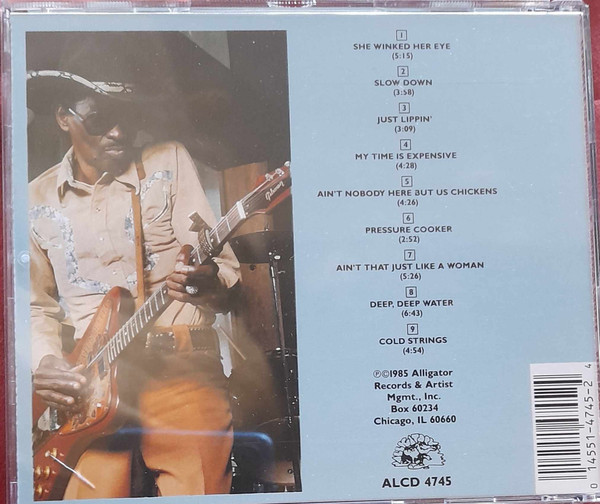 1
SHE WINKED HER EYE
(5:15)
2
SLOW DOWN
(3:58)
3
JUST LIPPIN'
(3:09)
4
MY TIME IS EXPENSIVE
(4:28)
5
AIN'T NOBODY HERE BUT US CHICKENS
(4:26)
6
PRESSURE COOKER
(2:52)
7
AIN'T THAT JUST LIKE A WOMAN
(5:26)
8
DEEP, DEEP WATER
(6:43)
9
COLD STRINGS
(4:54)
℗©1985 Alligator
Records & Artist
Mgmt., Inc.
Box 60234
Chicago, IL 60660
ALCD 4745
0 14551-4745-2 4